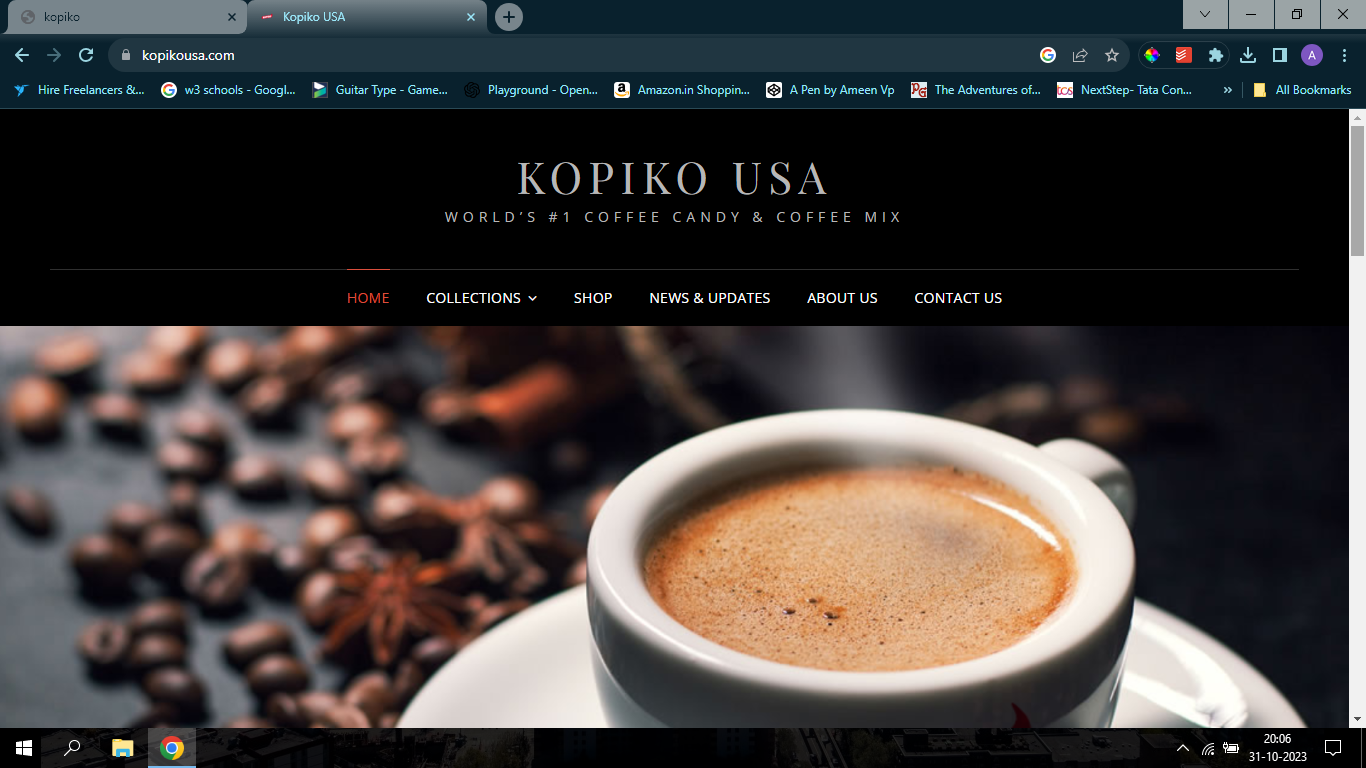 kopiko
Kopiko USA
kopikousa.com
A
Hire Freelancers &...
w3 schools - Googl...
Guitar Type - Game...
Playground - Open...
Amazon.in Shoppin...
A Pen by Ameen Vp
The Adventures of...
NextStep- Tata Con...
»
All Bookmarks
KOPIKO USA
WORLD'S #1 COFFEE CANDY & COFFEE MIX
HOME
COLLECTIONS
SHOP
NEWS & UPDATES
ABOUT US
CONTACT US
20:06
31-10-2023